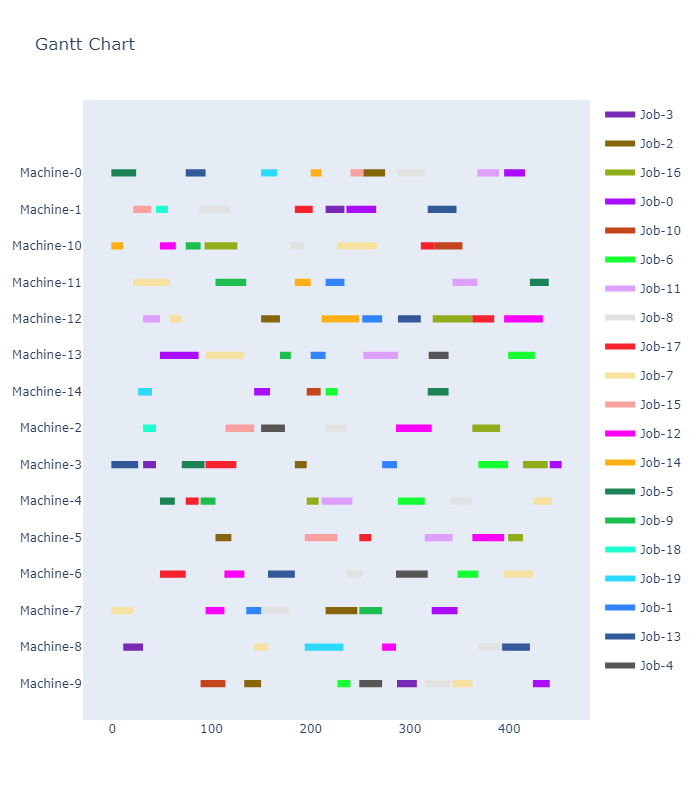 Gantt Chart
Machine-0
Machine-1
Machine-10
Machine-11
Machine-12
Machine-13
Machine-14
Machine-2
Machine-3
Machine-4
Machine-5
Machine-6
Machine-7
Machine-8
Machine-9
0 100 200 300 400
Job-3
Job-2
Job-16
Job-0
Job-10
Job-6
Job-11
Job-8
Job-17
Job-7
Job-15
Job-12
Job-14
Job-5
Job-9
Job-18
Job-19
Job-1
Job-13
Job-4